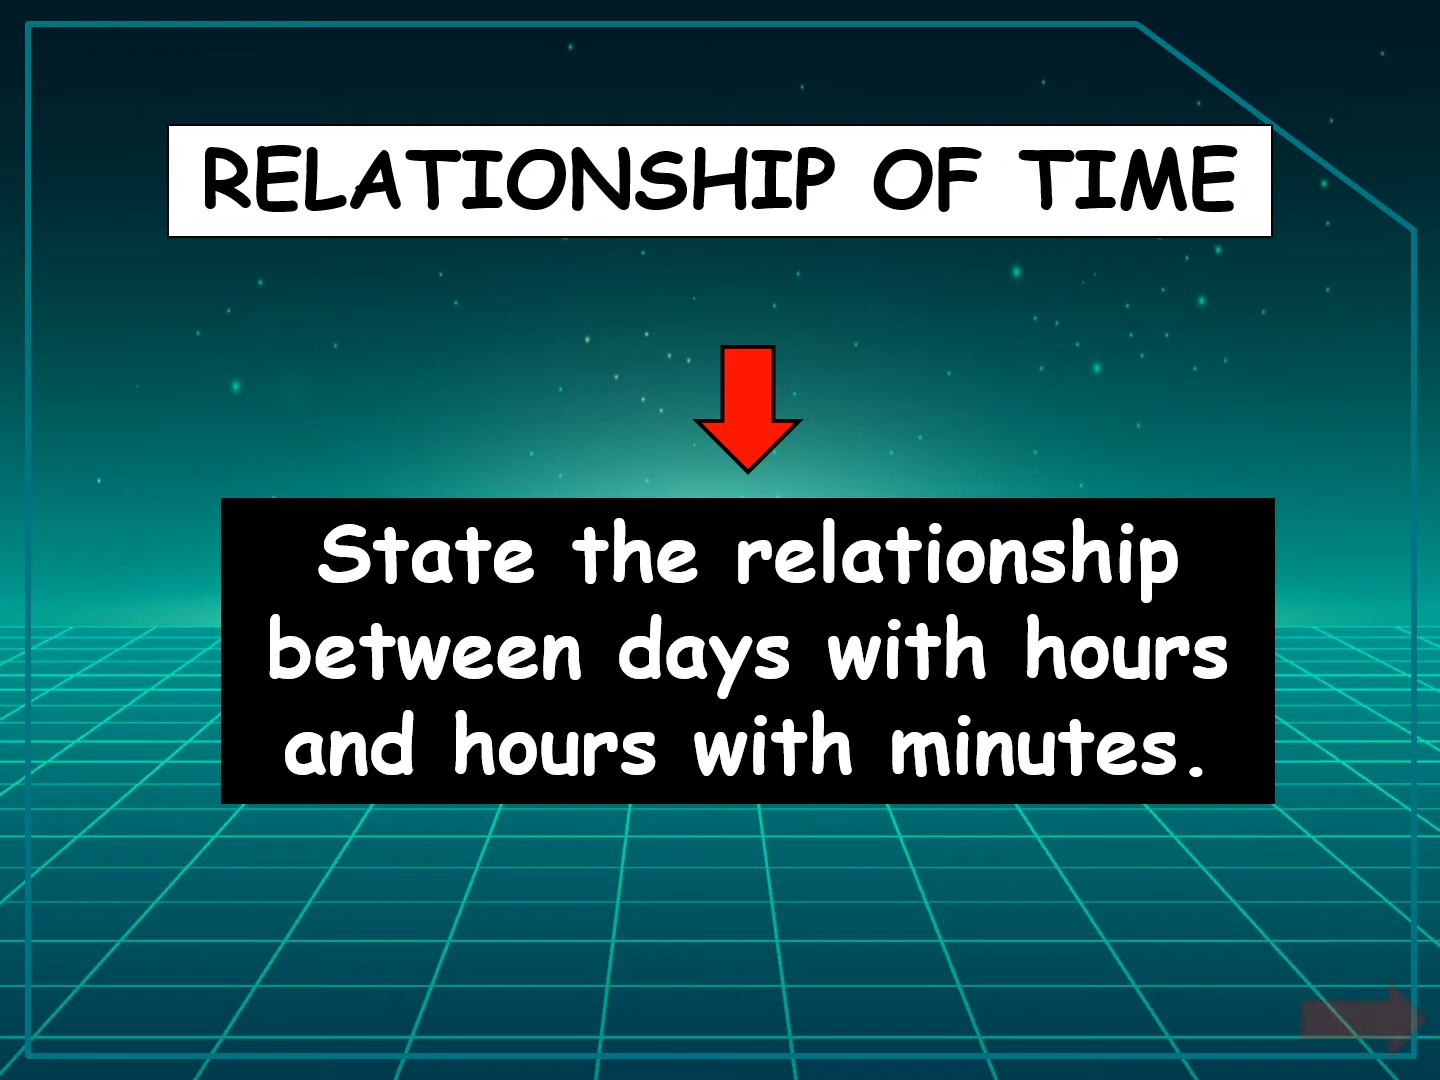 RELATIONSHIP OF TIME
State the relationship
between days with hours
and hours with minutes.